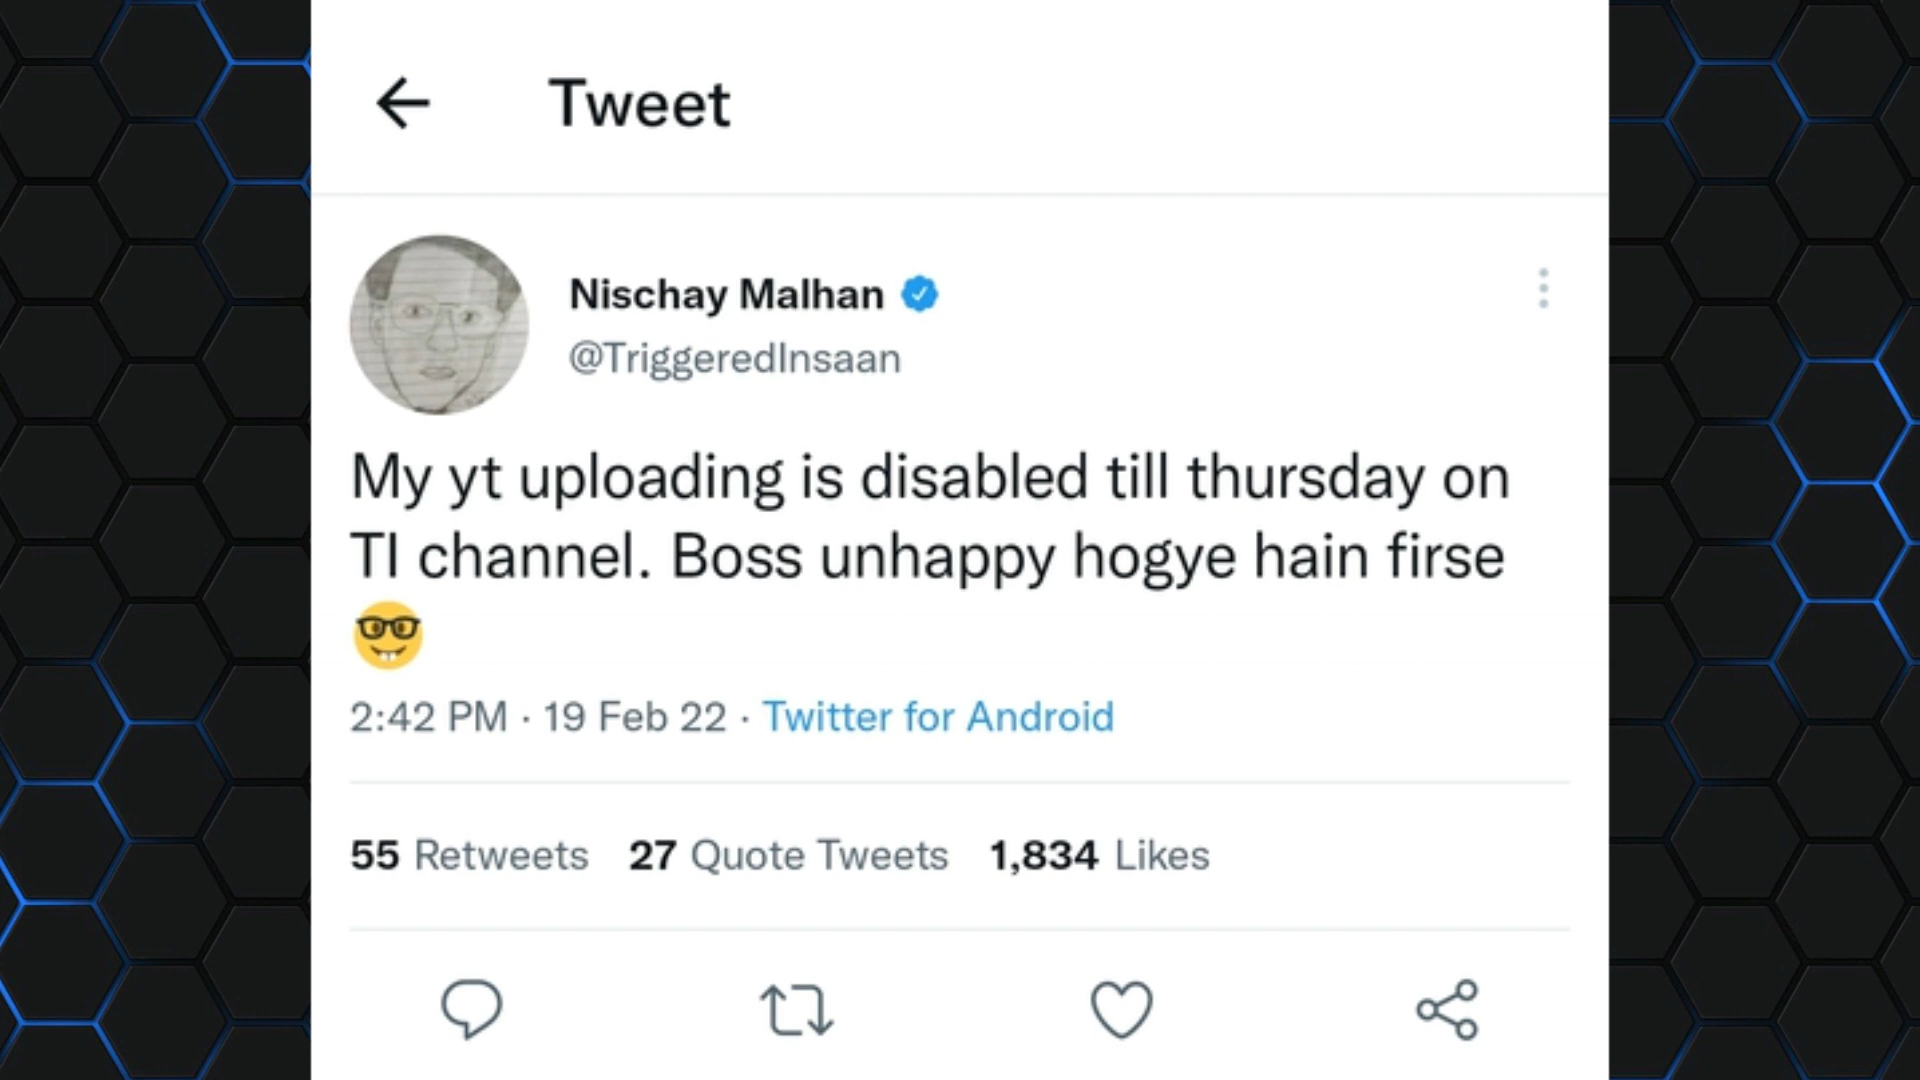 Tweet
Nischay Malhan
@TriggeredInsaan
My yt uploading is disabled till thursday on
TI channel. Boss unhappy hogye hain firse
🤓
2:42 PM · 19 Feb 22 · Twitter for Android
55 Retweets 27 Quote Tweets 1,834 Likes